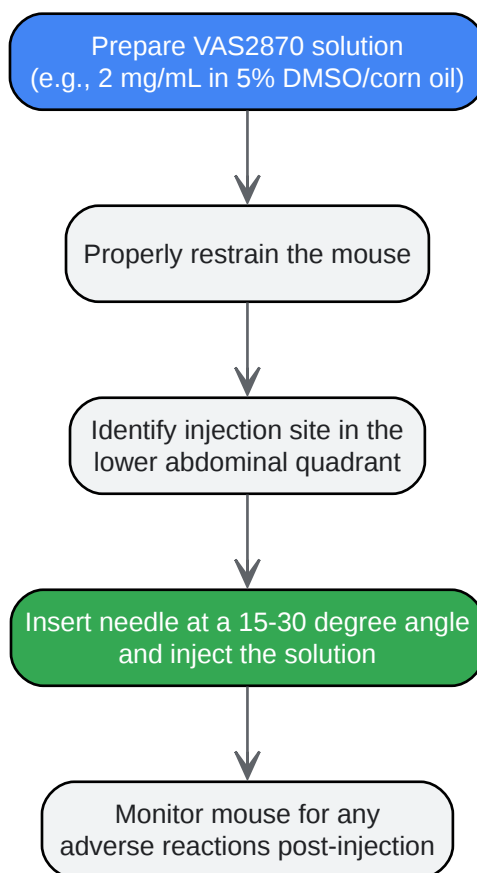 Prepare VAS2870 solution
(e.g., 2 mg/mL in 5% DMSO/corn oil)
Properly restrain the mouse
Identify injection site in the
lower abdominal quadrant
Insert needle at a 15-30 degree angle
and inject the solution
Monitor mouse for any
adverse reactions post-injection